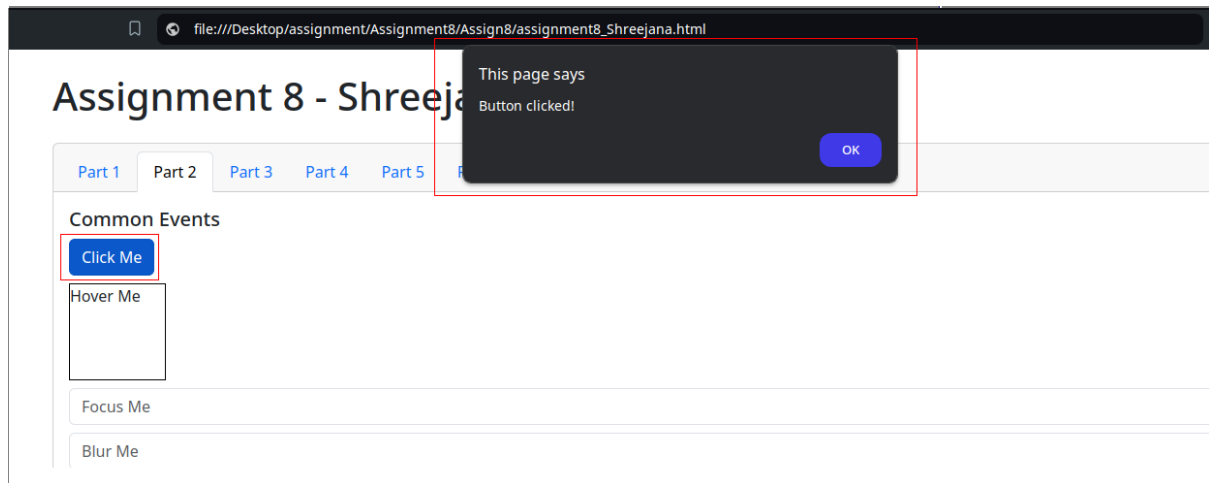 file:///Desktop/assignment/Assignment8/Assign8/assignment8_Shreejana.html
This page says
Button clicked!
OK
Assignment 8 - Shreeja
Part 1 Part 2 Part 3 Part 4 Part 5
Common Events
Click Me
Hover Me
Focus Me
Blur Me